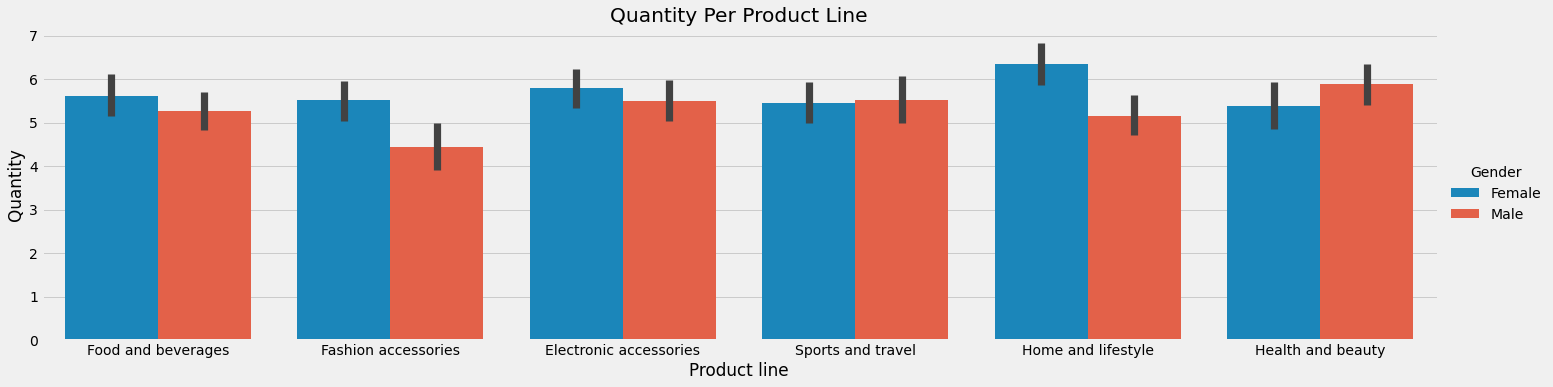 Quantity Per Product Line
Quantity
7
6
5
4
3
2
1
0
Food and beverages
Fashion accessories
Electronic accessories
Sports and travel
Home and lifestyle
Health and beauty
Product line
Gender
Female
Male